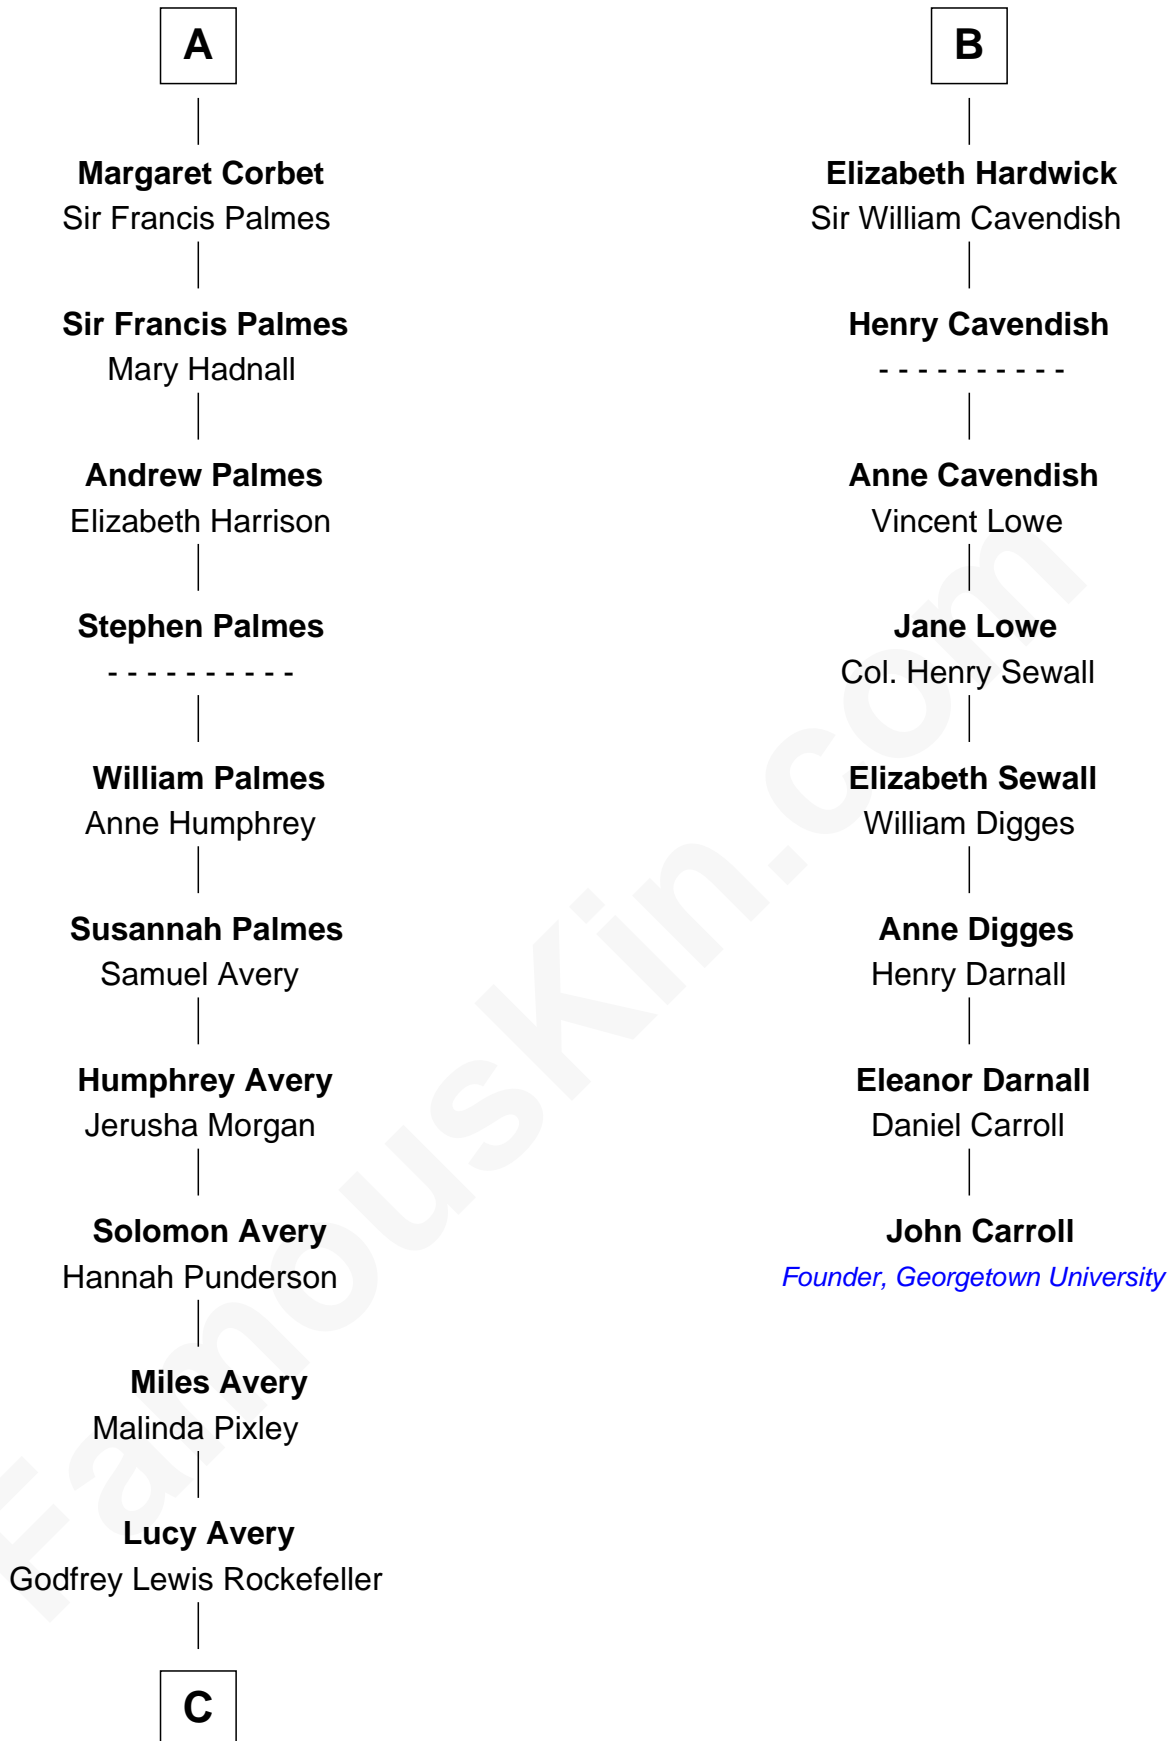 A
Margaret Corbet
Sir Francis Palmes
Sir Francis Palmes
Mary Hadnall
Andrew Palmes
Elizabeth Harrison
Stephen Palmes
- - - - - - - - - -
William Palmes
Anne Humphrey
Susannah Palmes
Samuel Avery
Humphrey Avery
Jerusha Morgan
Solomon Avery
Hannah Punderson
Miles Avery
Malinda Pixley
Lucy Avery
Godfrey Lewis Rockefeller
C
B
Elizabeth Hardwick
Sir William Cavendish
Henry Cavendish
- - - - - - - - - -
Anne Cavendish
Vincent Lowe
Jane Lowe
Col. Henry Sewall
Elizabeth Sewall
William Digges
Anne Digges
Henry Darnall
Eleanor Darnall
Daniel Carroll
John Carroll
Founder, Georgetown University
FamousKin.com